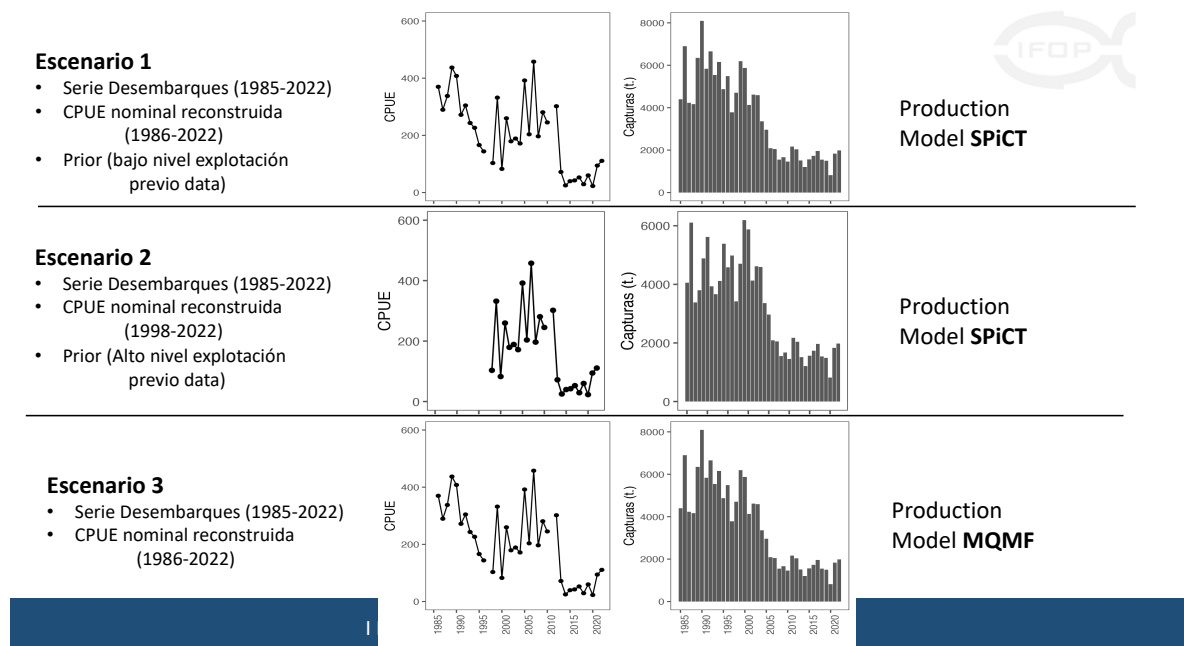 Escenario 1
• Serie Desembarques (1985-2022)
• CPUE nominal reconstruida
(1986-2022)
• Prior (bajo nivel explotación
previo data)
600
400
200
0
CPUE
8000
6000
4000
2000
0
Capturas (t.)
IFOP
Production
Model SPiCT
Escenario 2
• Serie Desembarques (1985-2022)
• CPUE nominal reconstruida
(1998-2022)
• Prior (Alto nivel explotación
previo data)
600
400
200
0
CPUE
6000
4000
2000
0
Capturas (t.)
Production
Model SPiCT
Escenario 3
• Serie Desembarques (1985-2022)
• CPUE nominal reconstruida
(1986-2022)
600
400
200
0
CPUE
1985
1990
1995
2000
2005
2010
2015
2020
8000
6000
4000
2000
0
Capturas (t.)
1985
1990
1995
2000
2005
2010
2015
2020
Production
Model MQMF